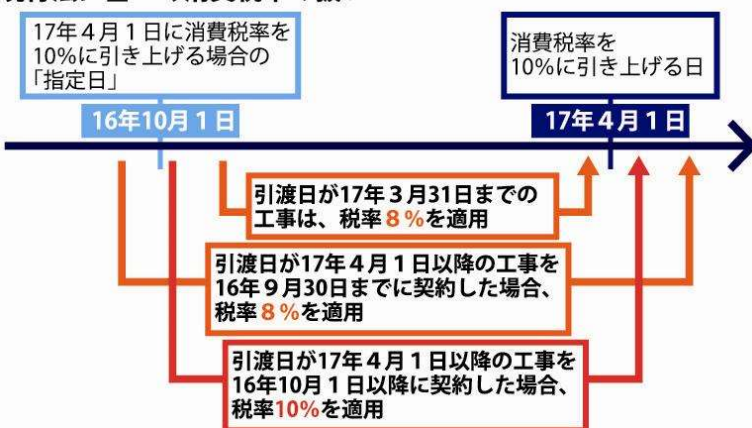 17年4月1日に消費税率を
10%に引き上げる場合の
「指定日」
消費税率を
10%に引き上げる日
16年10月1日
17年4月1日
引渡日が17年3月31日までの
工事は、税率8%を適用
引渡日が17年4月1日以降の工事を
16年9月30日までに契約した場合、
税率8%を適用
引渡日が17年4月1日以降の工事を
16年10月1日以降に契約した場合、
税率10%を適用